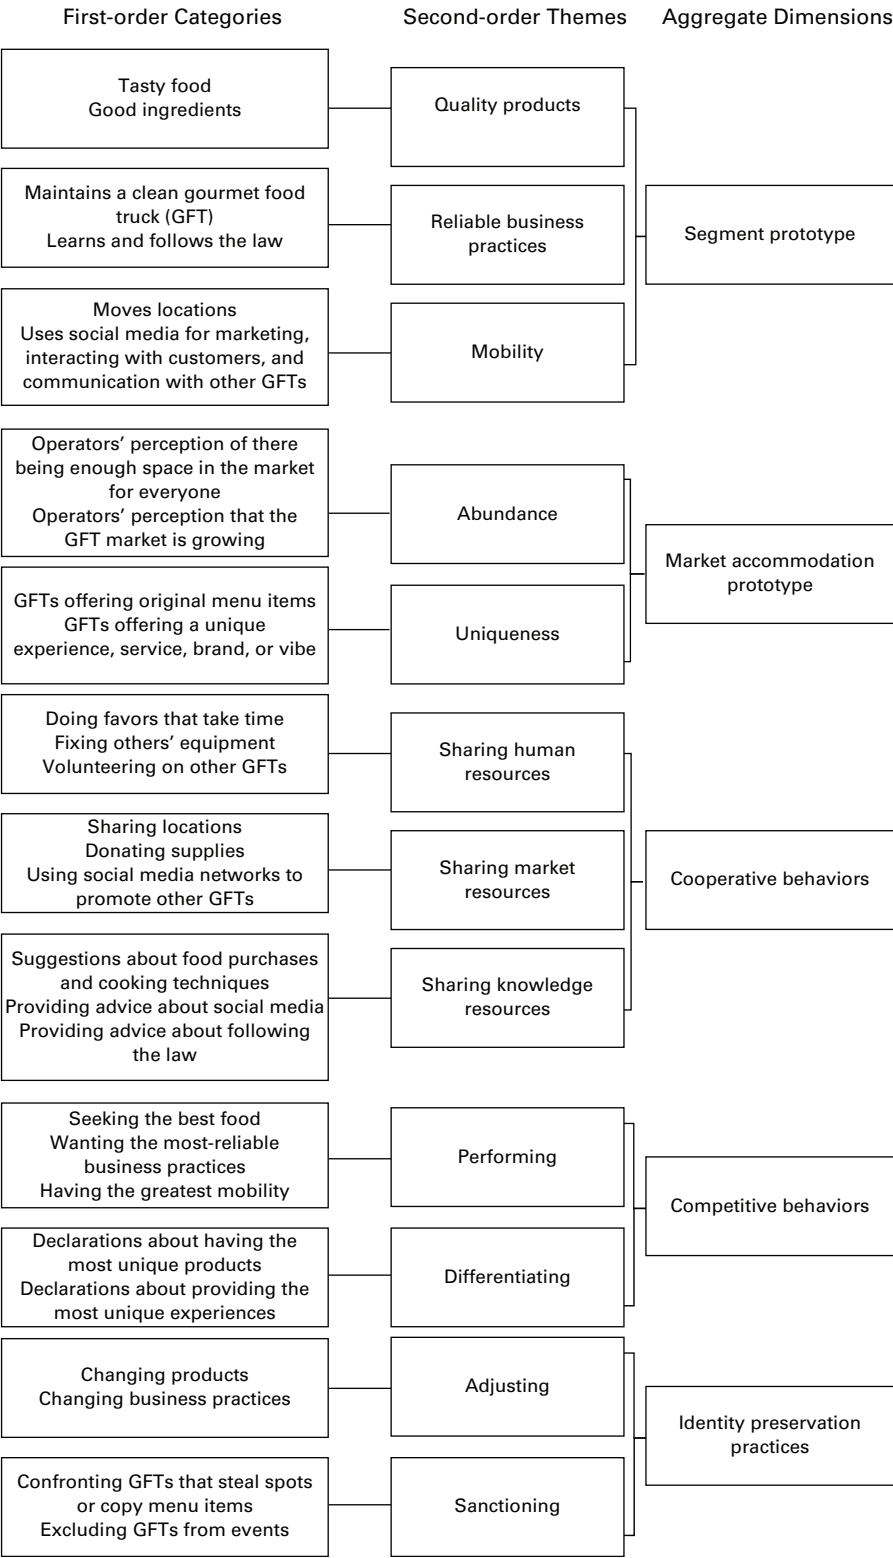 First-order Categories
Second-order Themes
Aggregate Dimensions
Tasty food
Good ingredients
Quality products
Maintains a clean gourmet food
truck (GFT)
Learns and follows the law
Reliable business
practices
Segment prototype
Moves locations
Uses social media for marketing,
interacting with customers, and
communication with other GFTs
Mobility
Operators’ perception of there
being enough space in the market
for everyone
Operators’ perception that the
GFT market is growing
Abundance
Market accommodation
prototype
GFTs offering original menu items
GFTs offering a unique
experience, service, brand, or vibe
Uniqueness
Doing favors that take time
Fixing others’ equipment
Volunteering on other GFTs
Sharing human
resources
Sharing locations
Donating supplies
Using social media networks to
promote other GFTs
Sharing market
resources
Cooperative behaviors
Suggestions about food purchases
and cooking techniques
Providing advice about social media
Providing advice about following
the law
Sharing knowledge
resources
Seeking the best food
Wanting the most-reliable
business practices
Having the greatest mobility
Performing
Competitive behaviors
Declarations about having the
most unique products
Declarations about providing the
most unique experiences
Differentiating
Changing products
Changing business practices
Adjusting
Identity preservation
practices
Confronting GFTs that steal spots
or copy menu items
Excluding GFTs from events
Sanctioning